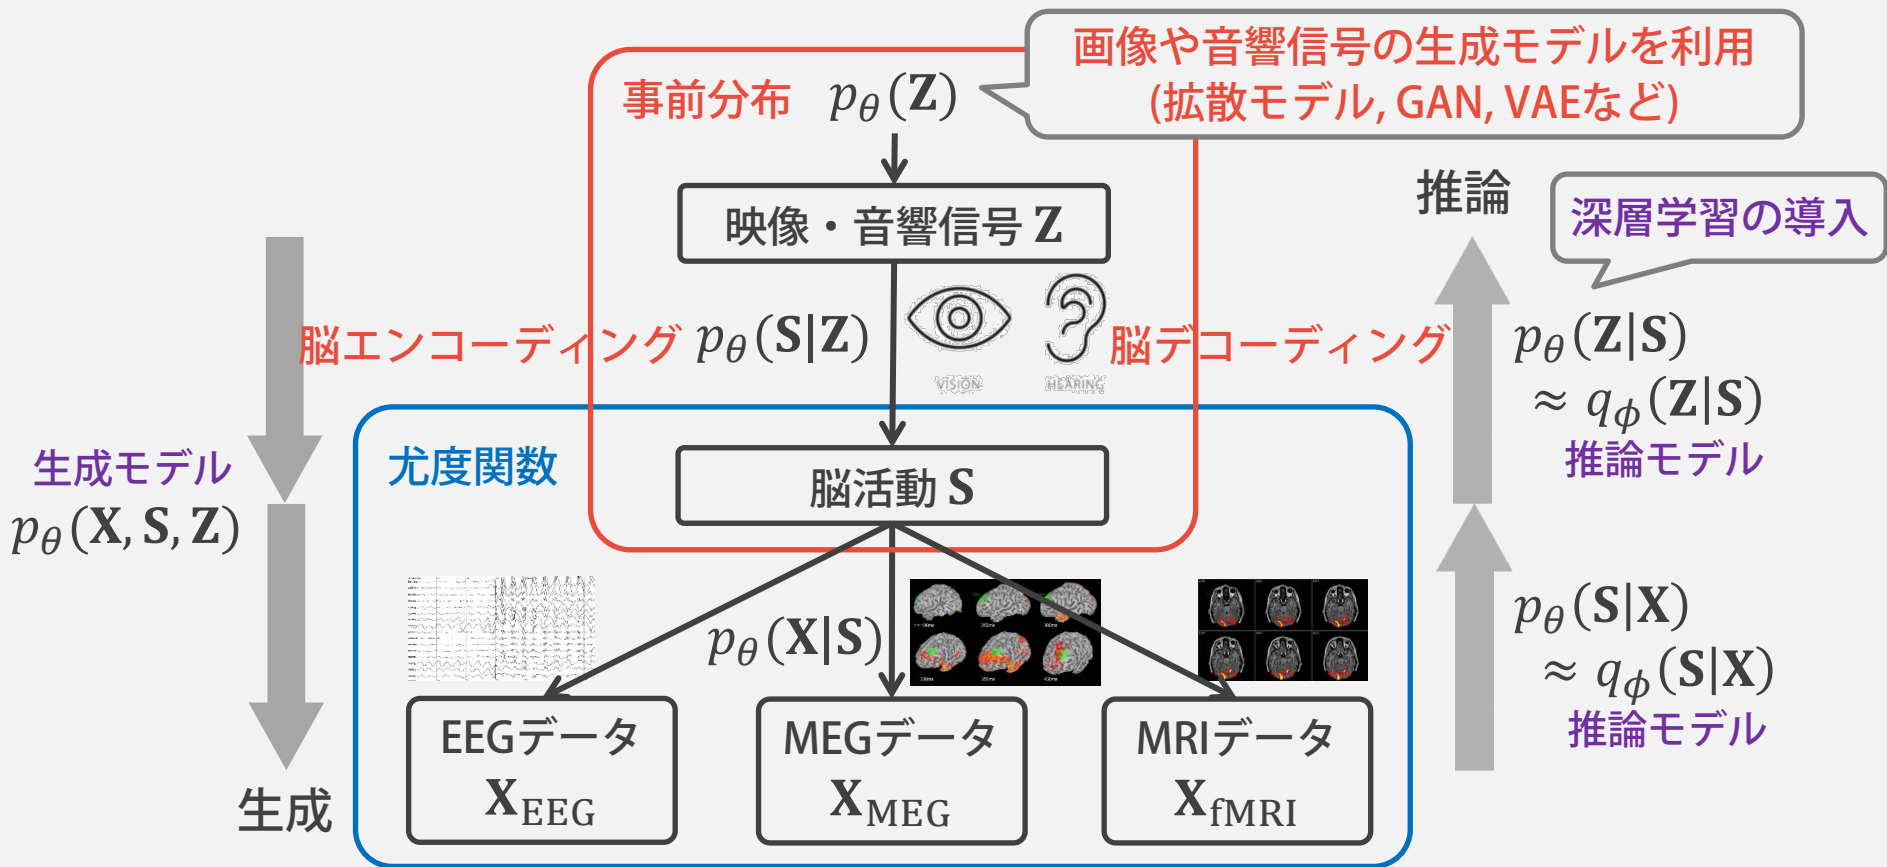 画像や音響信号の生成モデルを利用
(拡散モデル, GAN, VAEなど)
事前分布 pθ(Z)
映像・音響信号 Z
推論
深層学習の導入
脳エンコーディング pθ(S|Z)
VISION
HEARING
脳デコーディング
pθ(Z|S)
≈ qϕ(Z|S)
推論モデル
生成モデル
pθ(X, S, Z)
尤度関数
脳活動 S
pθ(X|S)
pθ(S|X)
≈ qϕ(S|X)
推論モデル
EEGデータ
XEEG
MEGデータ
XMEG
MRIデータ
XfMRI
生成